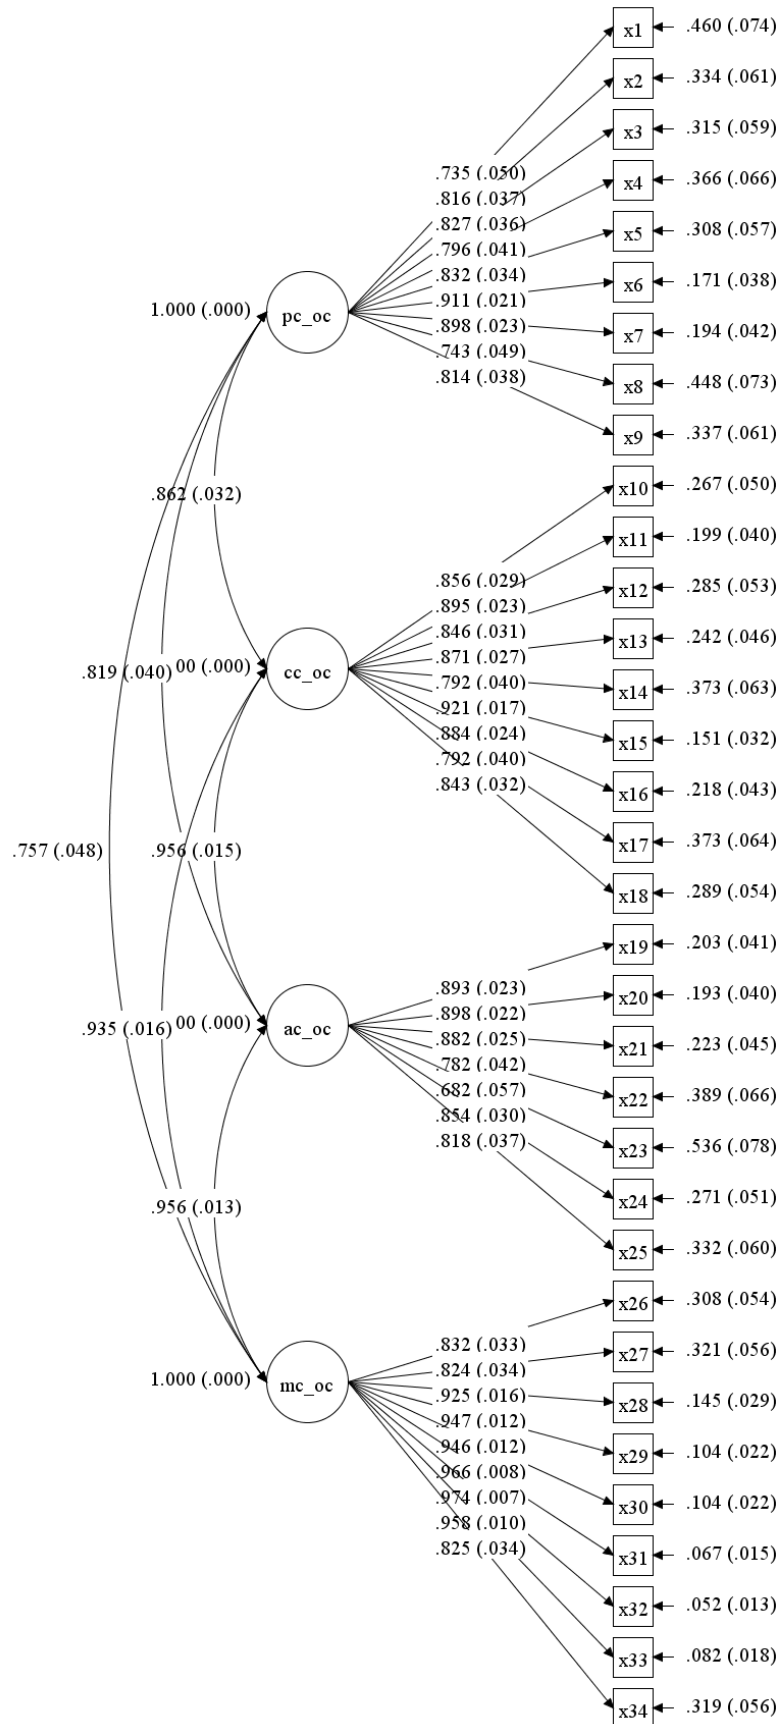 x1 .460 (.074)
x2 .334 (.061)
x3 .315 (.059)
x4 .366 (.066)
x5 .308 (.057)
x6 .171 (.038)
x7 .194 (.042)
x8 .448 (.073)
x9 .337 (.061)
.735 (.050)
.816 (.037)
.827 (.036)
.796 (.041)
.832 (.034)
.911 (.021)
.898 (.023)
.743 (.049)
.814 (.038)
1.000 (.000) pc_oc
.862 (.032)
x10 .267 (.050)
x11 .199 (.040)
x12 .285 (.053)
x13 .242 (.046)
x14 .373 (.063)
x15 .151 (.032)
x16 .218 (.043)
x17 .373 (.064)
x18 .289 (.054)
.856 (.029)
.895 (.023)
.846 (.031)
.871 (.027)
.792 (.040)
.921 (.017)
.884 (.024)
.792 (.040)
.843 (.032)
.819 (.040) 00 (.000) cc_oc
.757 (.048) .956 (.015)
x19 .203 (.041)
x20 .193 (.040)
x21 .223 (.045)
x22 .389 (.066)
x23 .536 (.078)
x24 .271 (.051)
x25 .332 (.060)
.893 (.023)
.898 (.022)
.882 (.025)
.782 (.042)
.682 (.057)
.854 (.030)
.818 (.037)
.935 (.016) 00 (.000) ac_oc
.956 (.013)
x26 .308 (.054)
x27 .321 (.056)
x28 .145 (.029)
x29 .104 (.022)
x30 .104 (.022)
x31 .067 (.015)
x32 .052 (.013)
x33 .082 (.018)
x34 .319 (.056)
.832 (.033)
.824 (.034)
.925 (.016)
.947 (.012)
.946 (.012)
.966 (.008)
.974 (.007)
.958 (.010)
.825 (.034)
1.000 (.000) mc_oc